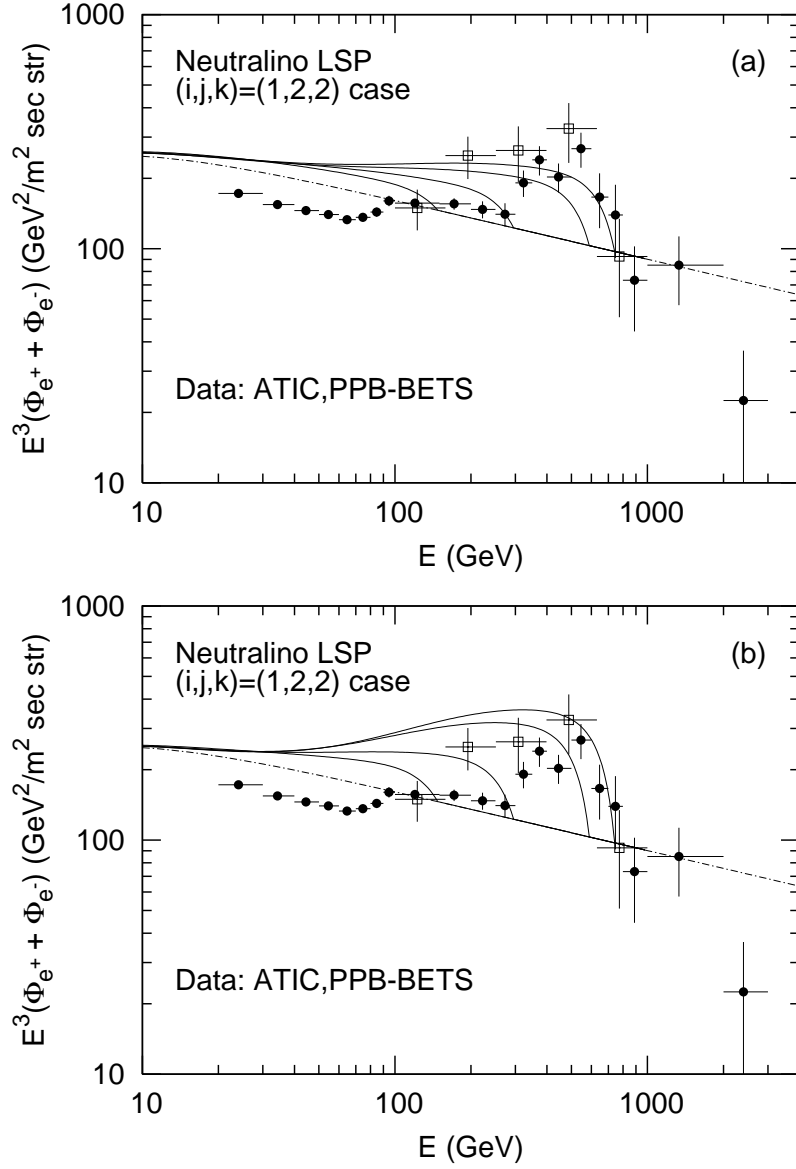 1000
Neutralino LSP
(a)
(i,j,k)=(1,2,2) case
100
E³(Φe⁺ + Φe⁻) (GeV²/m² sec str)
Data: ATIC,PPB-BETS
10
10
100
1000
E (GeV)
1000
Neutralino LSP
(b)
(i,j,k)=(1,2,2) case
100
E³(Φe⁺ + Φe⁻) (GeV²/m² sec str)
Data: ATIC,PPB-BETS
10
10
100
1000
E (GeV)